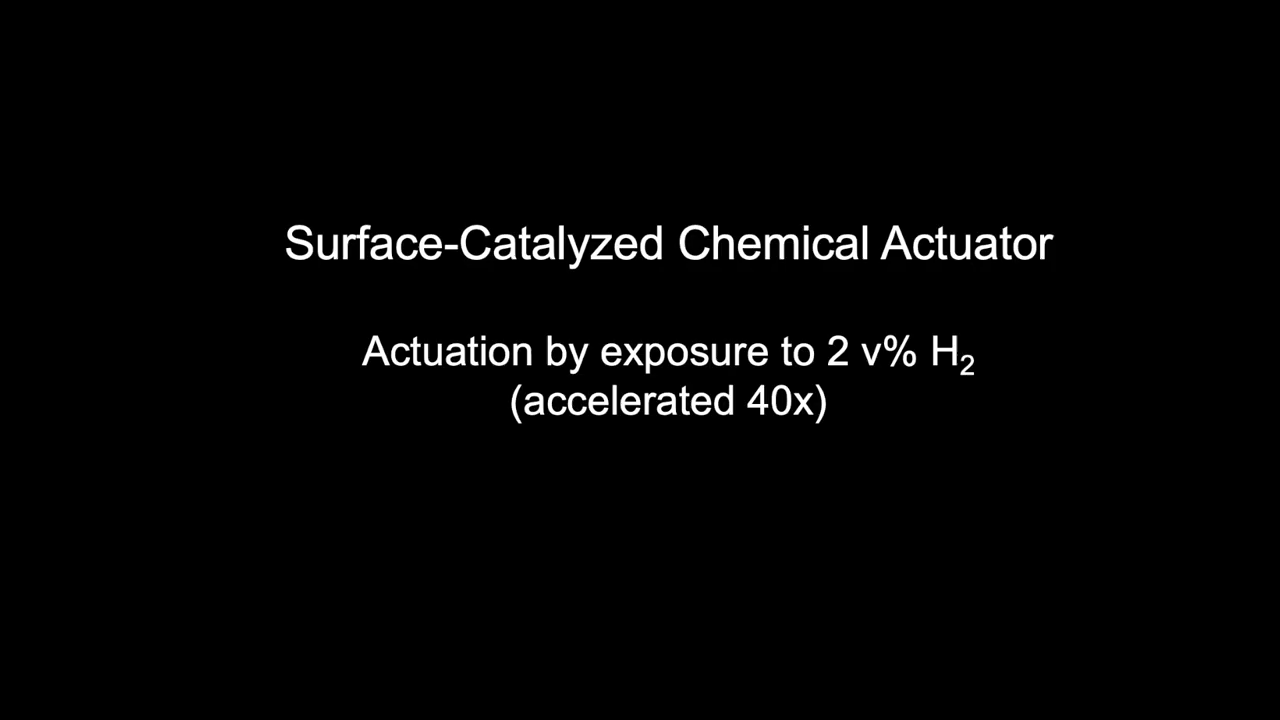 Surface-Catalyzed Chemical Actuator
Actuation by exposure to 2 v% H₂
(accelerated 40x)